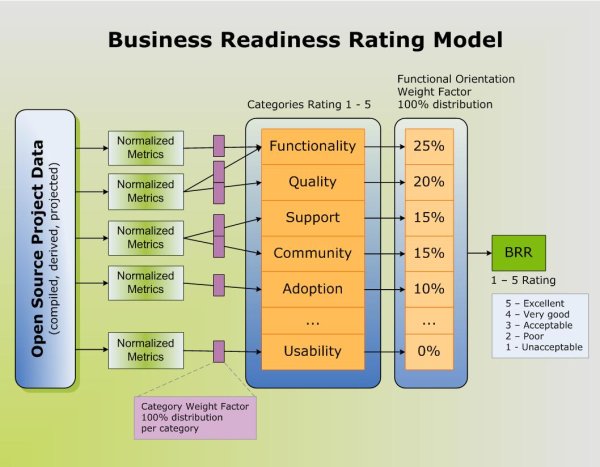 Business Readiness Rating Model
Functional Orientation
Weight Factor
100% distribution
Categories Rating 1 - 5
Open Source Project Data
(compiled, derived, projected)
Normalized
Metrics
Normalized
Metrics
Normalized
Metrics
Normalized
Metrics
Normalized
Metrics
Functionality
25%
Quality
20%
Support
15%
Community
15%
Adoption
10%
...
...
Usability
0%
BRR
1 – 5 Rating
5 – Excellent
4 – Very good
3 – Acceptable
2 – Poor
1 - Unacceptable
Category Weight Factor
100% distribution
per category